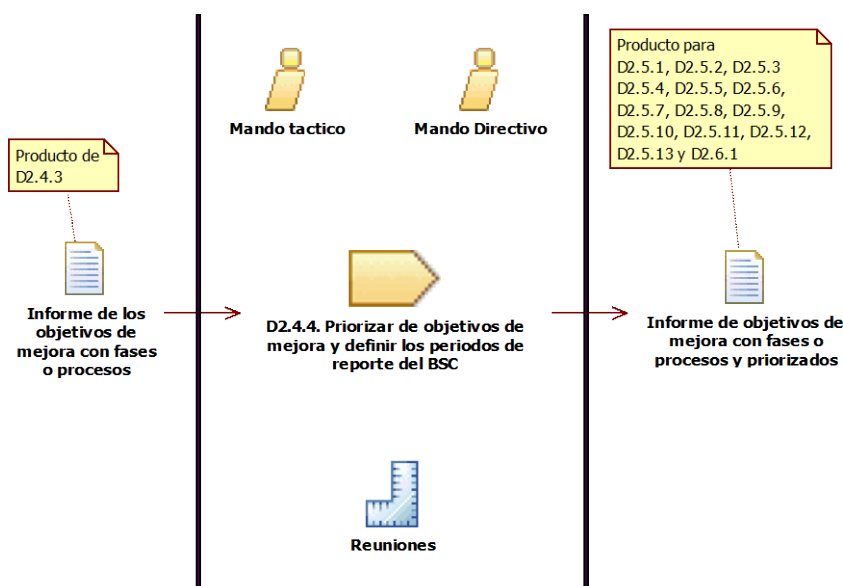 Producto de
D2.4.3
Informe de los
objetivos de
mejora con fases
o procesos
Mando tactico
Mando Directivo
D2.4.4. Priorizar de objetivos de
mejora y definir los periodos de
reporte del BSC
Reuniones
Producto para
D2.5.1, D2.5.2, D2.5.3
D2.5.4, D2.5.5, D2.5.6,
D2.5.7, D2.5.8, D2.5.9,
D2.5.10, D2.5.11, D2.5.12,
D2.5.13 y D2.6.1
Informe de objetivos de
mejora con fases o
procesos y priorizados